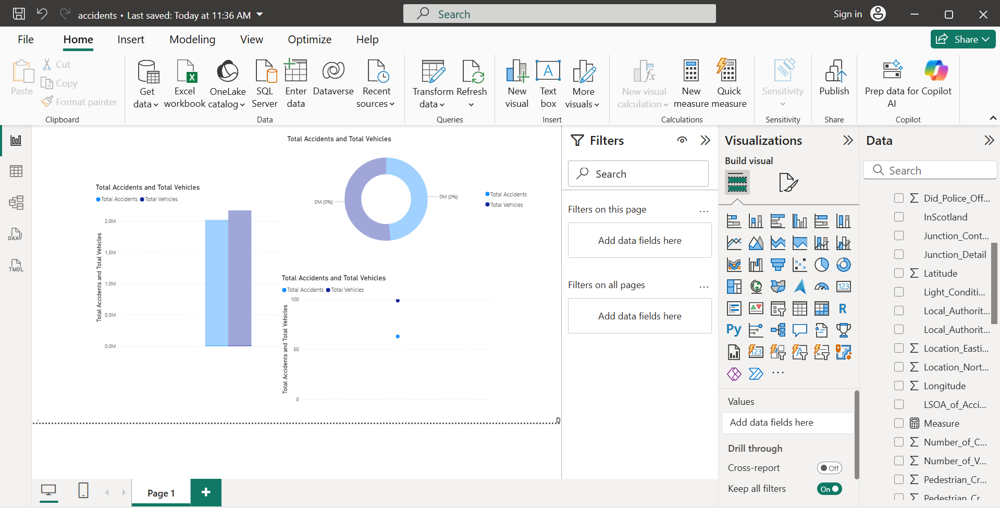 accidents • Last saved: Today at 11:36 AM
Search
Sign in
File Home Insert Modeling View Optimize Help
Share
Paste
Cut
Copy
Format painter
Clipboard
Get data
Excel workbook
OneLake catalog
SQL Server
Enter data
Dataverse
Recent sources
Data
Transform data
Refresh
Queries
New visual
A
Text box
More visuals
Insert
New visual calculation
New measure
Quick measure
Calculations
Sensitivity
Sensitivity
Publish
Share
Prep data for AI
Copilot
Copilot
DAX
TMDL
Total Accidents and Total Vehicles
0M (0%)
0M (0%)
Total Accidents
Total Vehicles
Total Accidents and Total Vehicles
Total Accidents Total Vehicles
Total Accidents and Total Vehicles
2.0M
1.5M
1.0M
0.5M
0.0M
Total Accidents and Total Vehicles
Total Accidents Total Vehicles
Total Accidents and Total Vehicles
100
50
0
D
Filters
Search
Filters on this page ...
Add data fields here
Filters on all pages ...
Add data fields here
Visualizations
Build visual
123
R
Py
123
A
...
Values
Add data fields here
Drill through
Cross-report Off
Keep all filters On
Data
Search
Did_Police_Off...
InScotland
Junction_Cont...
Junction_Detail
Latitude
Light_Conditi...
Local_Authorit...
Local_Authorit...
Location_Easti...
Location_Nort...
Longitude
LSOA_of_Acci...
Measure
Number_of_C...
Number_of_V...
Pedestrian_Cr...
Pedestrian_Cr...
Page 1